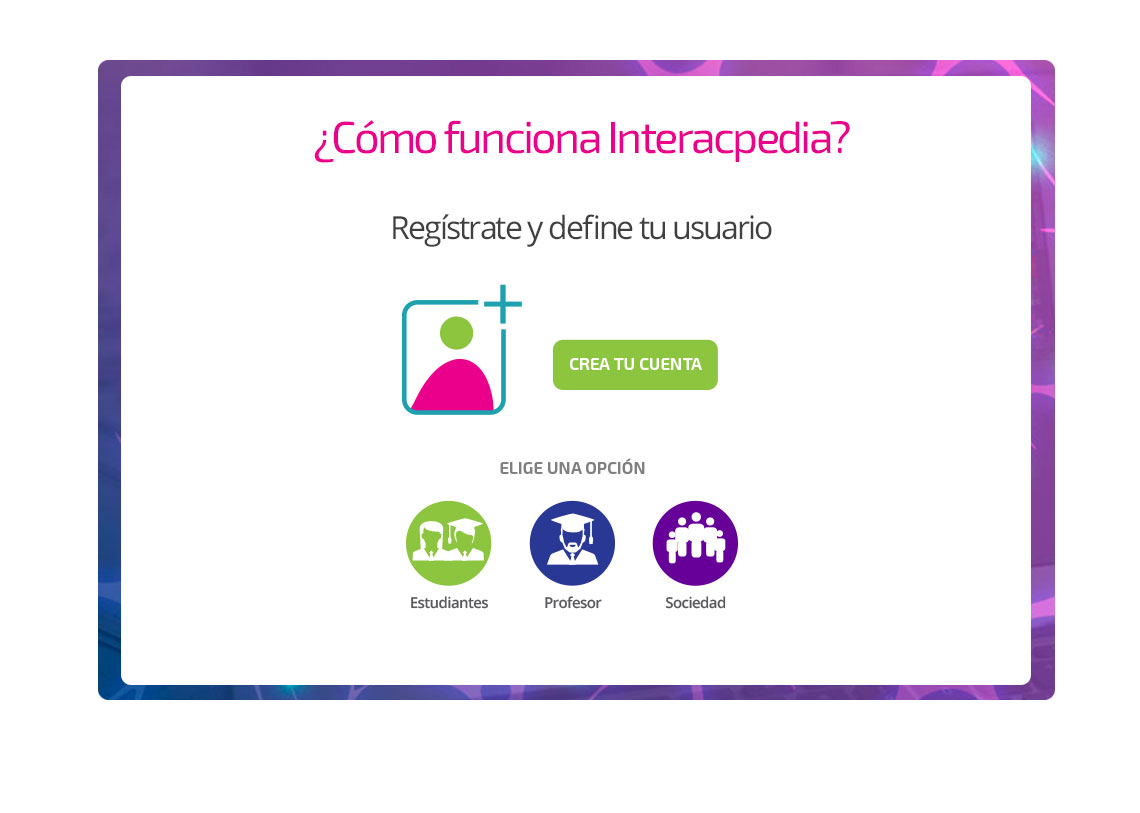 ¿Cómo funciona Interacpedia?
Regístrate y define tu usuario
CREA TU CUENTA
ELIGE UNA OPCIÓN
Estudiantes
Profesor
Sociedad